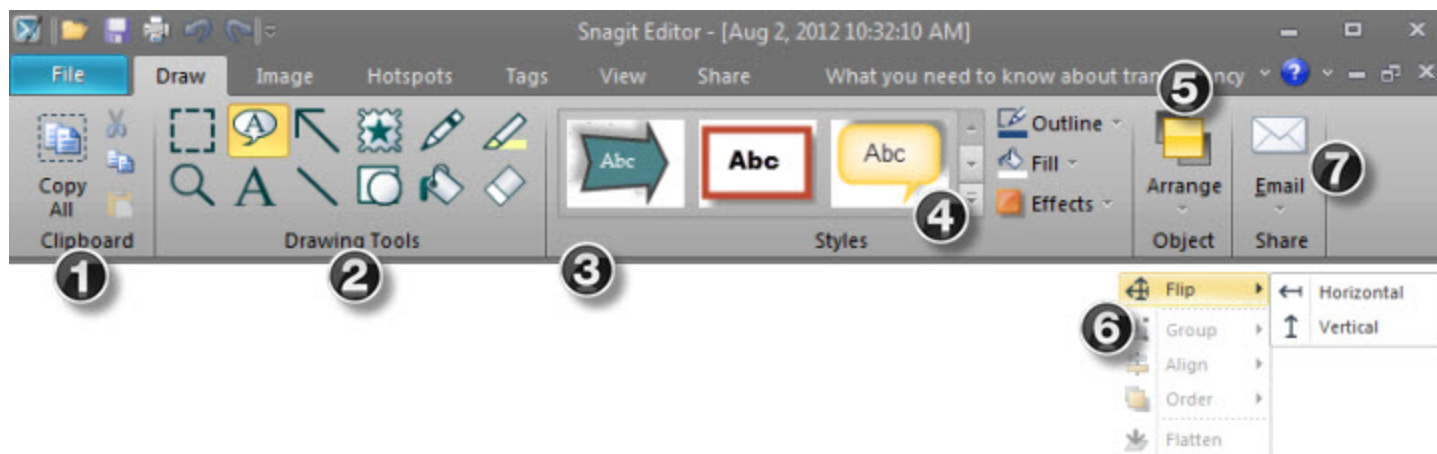 Snagit Editor - [Aug 2, 2012 10:32:10 AM]
File Draw Image Hotspots Tags View Share What you need to know about
5
A
Abc Abc Abc
Outline
Fill
Effects
Copy
All
A
Arrange
Email
7
4
Clipboard Drawing Tools Styles Object Share
1 2 3
Flip Horizontal
6
Group Vertical
Align
Order
Flatten